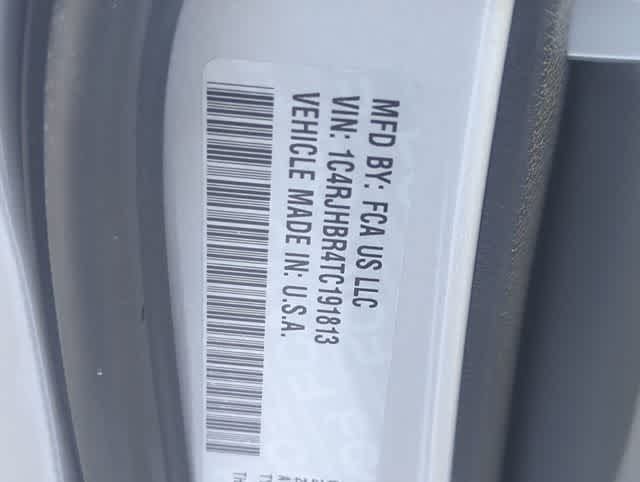 MFD BY: FCA US LLC
VIN: 1C4RJHBR4TC191813
VEHICLE MADE IN: U.S.A.